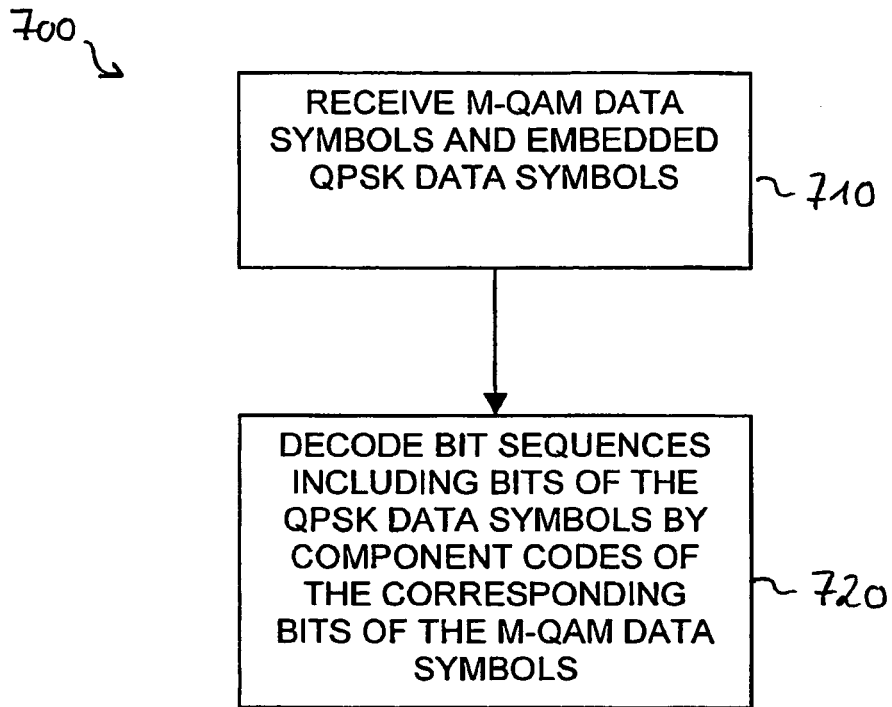 700
RECEIVE M-QAM DATA
SYMBOLS AND EMBEDDED
QPSK DATA SYMBOLS
710
DECODE BIT SEQUENCES
INCLUDING BITS OF THE
QPSK DATA SYMBOLS BY
COMPONENT CODES OF
THE CORRESPONDING
BITS OF THE M-QAM DATA
SYMBOLS
720